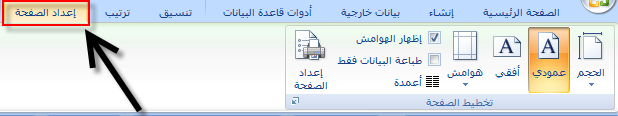 الصفحة الرئيسية إنشاء بيانات خارجية أدوات قاعدة البيانات تنسيق ترتيب إعداد الصفحة
الحجم
عمودي
أفقي
هوامش
إظهار الهوامش
طباعة البيانات فقط
أعمدة
إعداد
الصفحة
تخطيط الصفحة